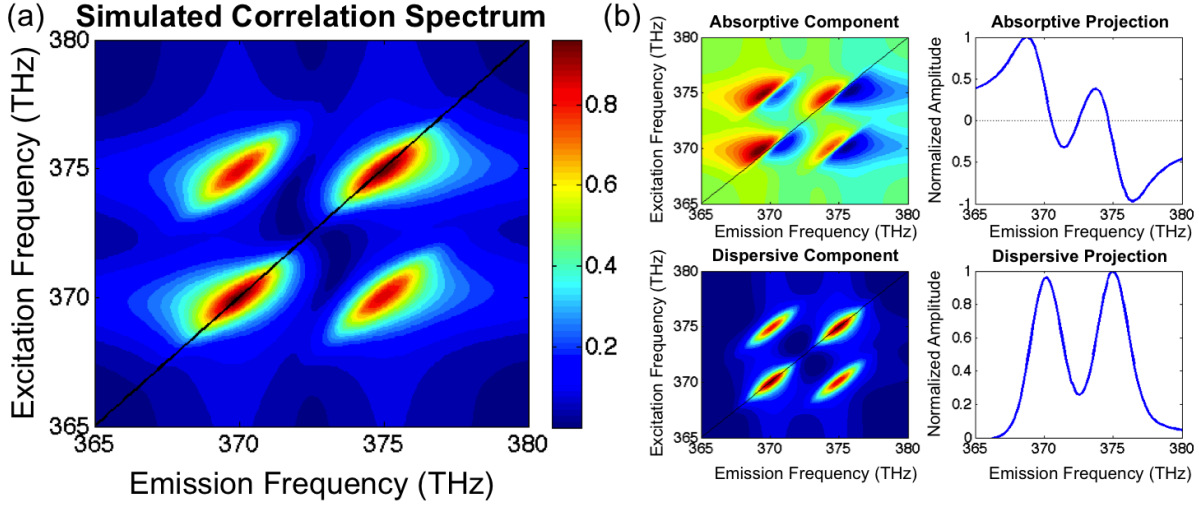 (a)
Simulated Correlation Spectrum
Excitation Frequency (THz)
380
375
370
365
365
370
375
380
Emission Frequency (THz)
0.8
0.6
0.4
0.2
(b)
Absorptive Component
Excitation Frequency (THz)
380
375
370
365
365
370
375
380
Emission Frequency (THz)
Absorptive Projection
Normalized Amplitude
1
0.5
0
0.5
-1
365
370
375
380
Emission Frequency (THz)
Dispersive Component
Excitation Frequency (THz)
380
375
370
365
365
370
375
380
Emission Frequency (THz)
Dispersive Projection
Normalized Amplitude
1
0.8
0.6
0.4
0.2
0
365
370
375
380
Emission Frequency (THz)